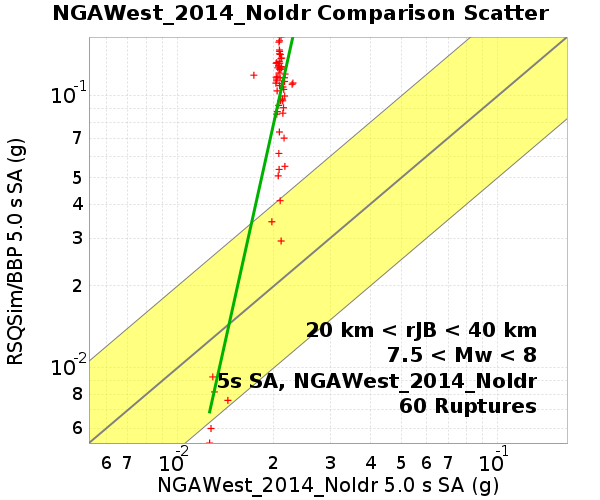 NGAWest_2014_NoIdr Comparison Scatter
RSQSim/BBP 5.0 s SA (g)
10-1
7
5
4
3
2
10-2
8
6
20 km < rJB < 40 km
7.5 < Mw < 8
5s SA, NGAWest_2014_NoIdr
60 Ruptures
6 7 10-2 2 3 4 5 6 7 10-1
NGAWest_2014_NoIdr 5.0 s SA (g)